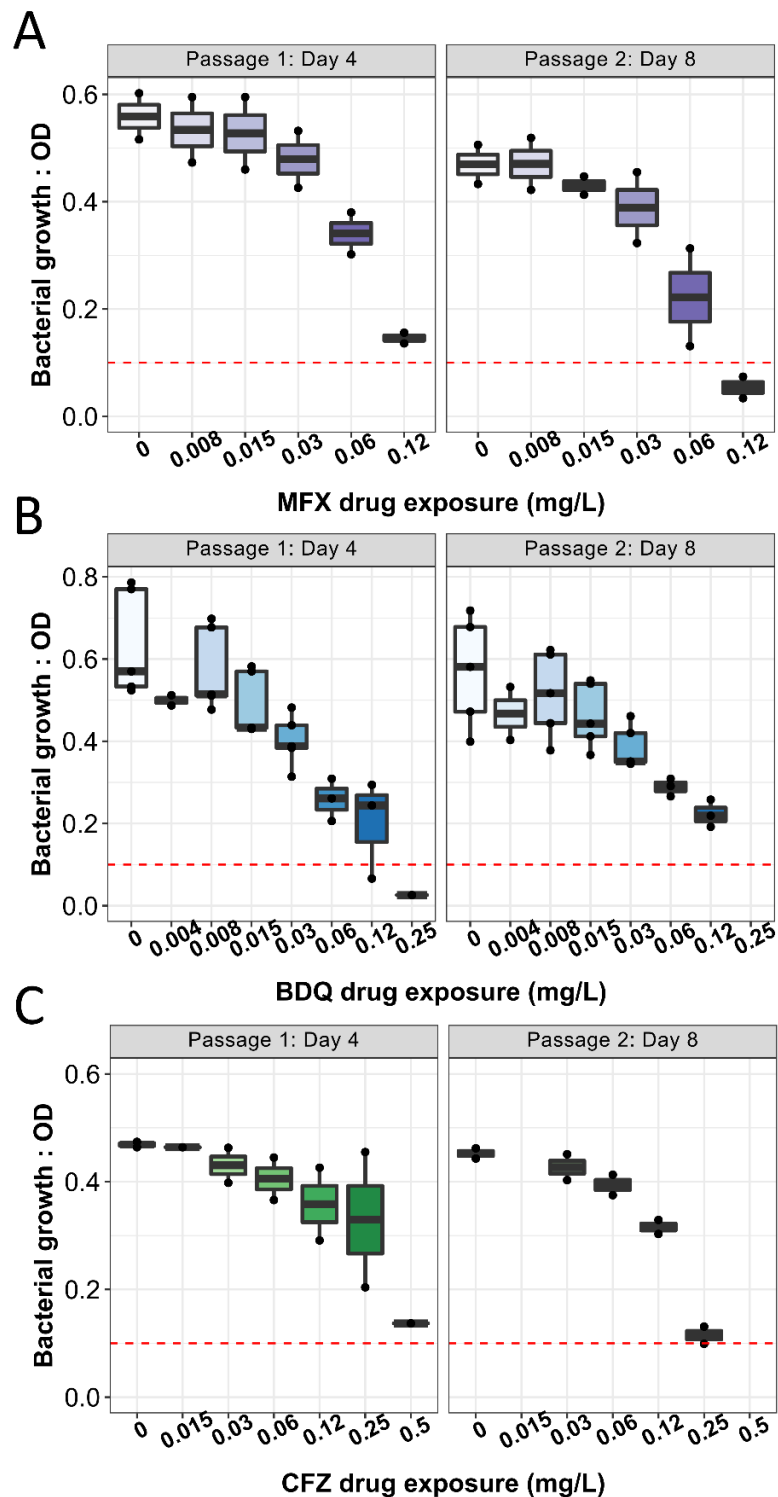 A
Passage 1: Day 4
Passage 2: Day 8
Bacterial growth : OD
0.6
0.4
0.2
0.0
0 0.008 0.015 0.03 0.06 0.12
0 0.008 0.015 0.03 0.06 0.12
MFX drug exposure (mg/L)
B
Passage 1: Day 4
Passage 2: Day 8
Bacterial growth : OD
0.8
0.6
0.4
0.2
0.0
0 0.004 0.008 0.015 0.03 0.06 0.12 0.25
0 0.004 0.008 0.015 0.03 0.06 0.12 0.25
BDQ drug exposure (mg/L)
C
Passage 1: Day 4
Passage 2: Day 8
Bacterial growth : OD
0.6
0.4
0.2
0.0
0 0.015 0.03 0.06 0.12 0.25 0.5
0 0.015 0.03 0.06 0.12 0.25 0.5
CFZ drug exposure (mg/L)